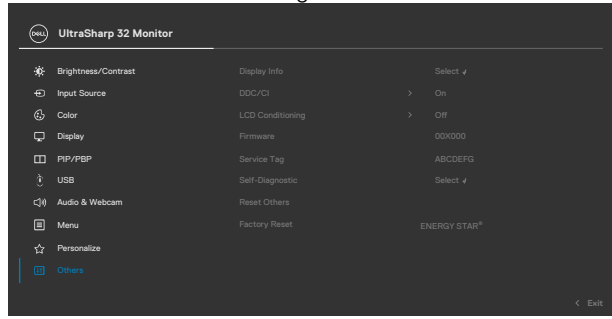 DELL UltraSharp 32 Monitor
Brightness/Contrast Display Info Select
Input Source DDC/CI > On
Color LCD Conditioning > Off
Display Firmware 00X000
PIP/PBP Service Tag ABCDEFG
USB Self-Diagnostic Select
Audio & Webcam Reset Others
Menu Factory Reset ENERGY STAR®
Personalize
Others
< Exit